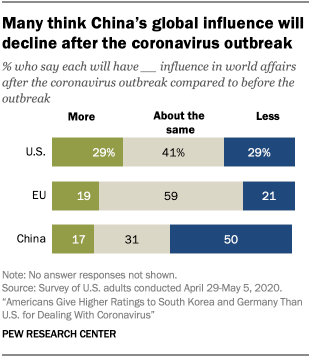 Many think China's global influence will
decline after the coronavirus outbreak
% who say each will have __ influence in world affairs
after the coronavirus outbreak compared to before the
outbreak
More About the same Less
U.S. 29% 41% 29%
EU 19 59 21
China 17 31 50
Note: No answer responses not shown.
Source: Survey of U.S. adults conducted April 29-May 5, 2020.
“Americans Give Higher Ratings to South Korea and Germany Than
U.S. for Dealing With Coronavirus”
PEW RESEARCH CENTER